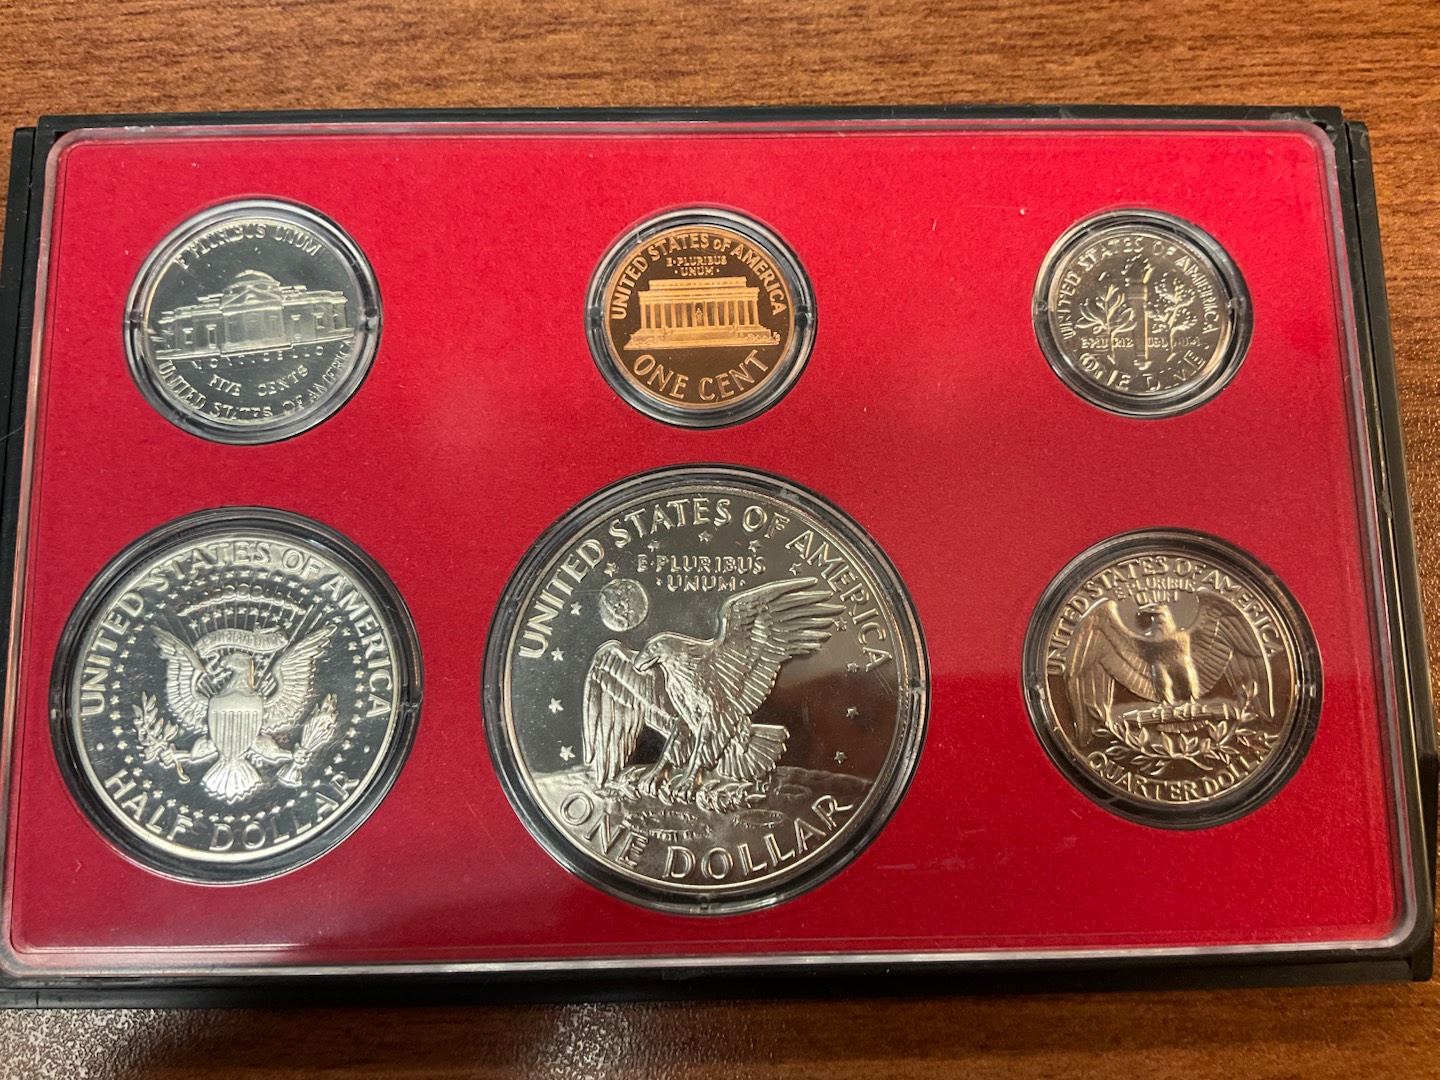 E PLURIBUS UNUM
MONTICELLO
FIVE CENTS
UNITED STATES OF AMERICA
UNITED STATES OF AMERICA
E·PLURIBUS
·UNUM·
ONE CENT
UNITED STATES OF AMERICA
E·PLURIBUS UNUM
ONE DIME
UNITED STATES OF AMERICA
HALF DOLLAR
UNITED STATES OF AMERICA
E·PLURIBUS
·UNUM·
ONE DOLLAR
UNITED STATES OF AMERICA
E PLURIBUS
UNUM
QUARTER DOLLAR